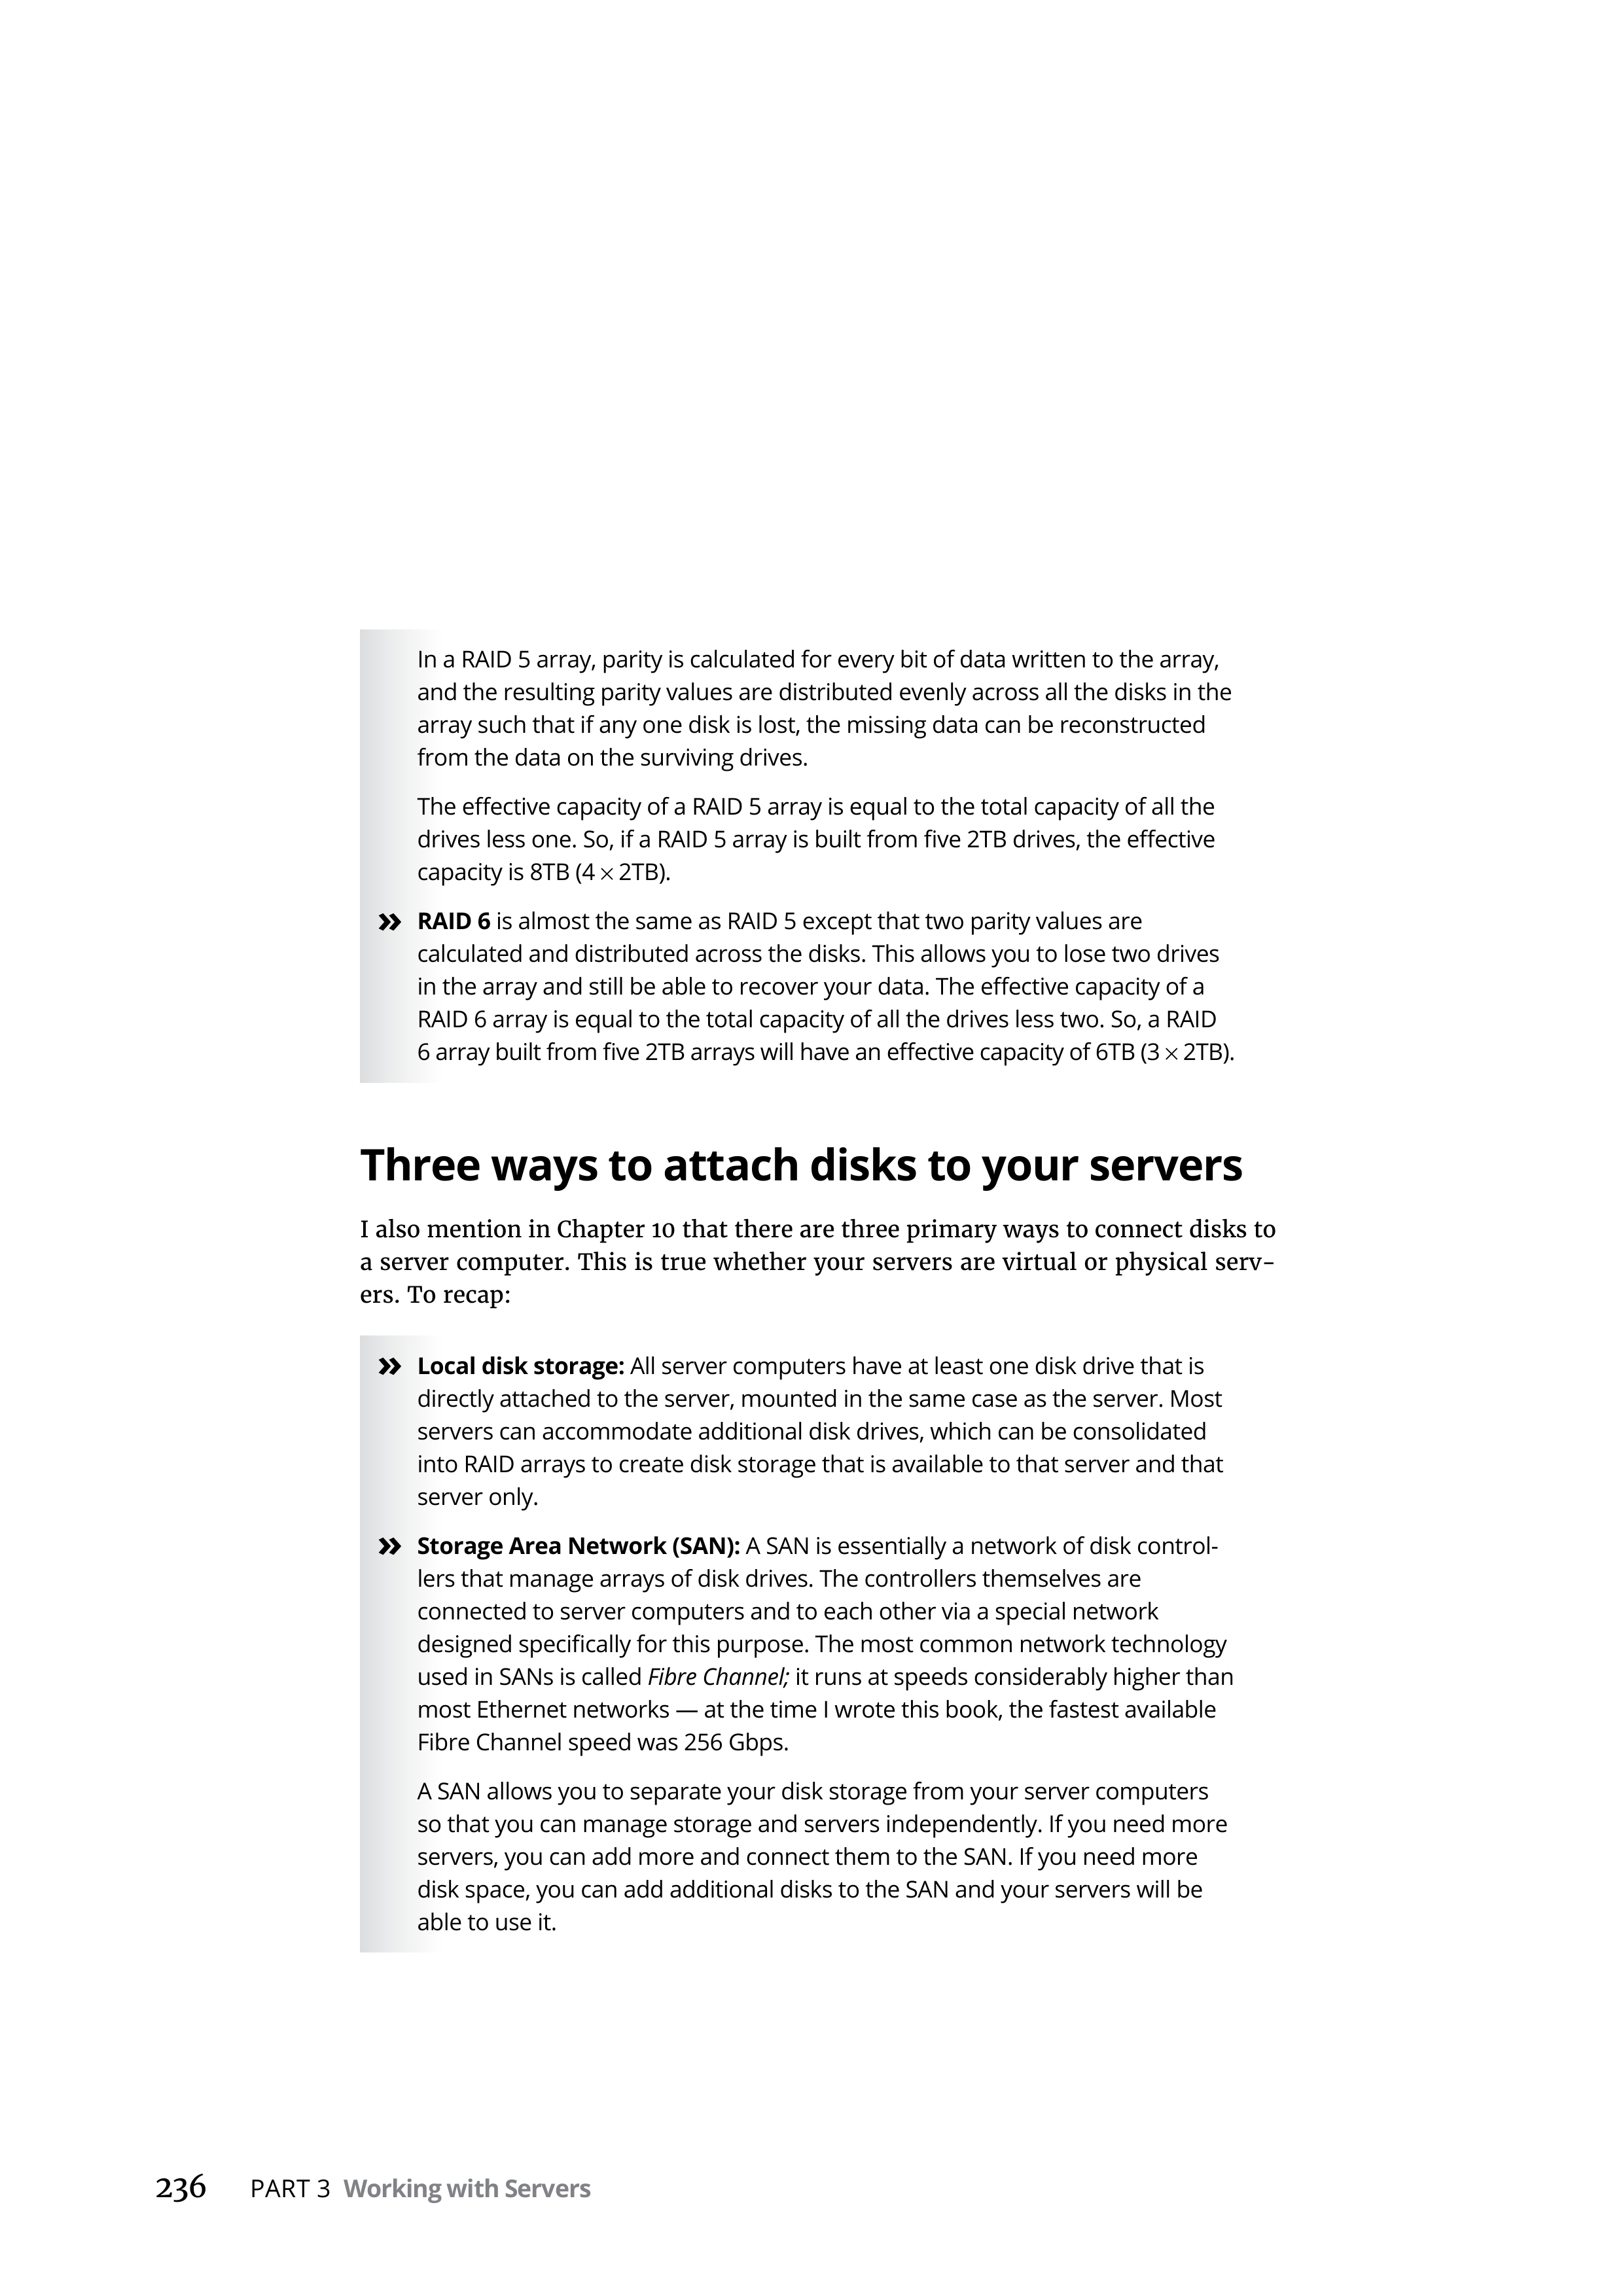 In a RAID 5 array, parity is calculated for every bit of data written to the array,
and the resulting parity values are distributed evenly across all the disks in the
array such that if any one disk is lost, the missing data can be reconstructed
from the data on the surviving drives.
The effective capacity of a RAID 5 array is equal to the total capacity of all the
drives less one. So, if a RAID 5 array is built from five 2TB drives, the effective
capacity is 8TB (4 × 2TB).
» RAID 6 is almost the same as RAID 5 except that two parity values are
calculated and distributed across the disks. This allows you to lose two drives
in the array and still be able to recover your data. The effective capacity of a
RAID 6 array is equal to the total capacity of all the drives less two. So, a RAID
6 array built from five 2TB arrays will have an effective capacity of 6TB (3 × 2TB).
Three ways to attach disks to your servers
I also mention in Chapter 10 that there are three primary ways to connect disks to
a server computer. This is true whether your servers are virtual or physical serv-
ers. To recap:
» Local disk storage: All server computers have at least one disk drive that is
directly attached to the server, mounted in the same case as the server. Most
servers can accommodate additional disk drives, which can be consolidated
into RAID arrays to create disk storage that is available to that server and that
server only.
» Storage Area Network (SAN): A SAN is essentially a network of disk control-
lers that manage arrays of disk drives. The controllers themselves are
connected to server computers and to each other via a special network
designed specifically for this purpose. The most common network technology
used in SANs is called Fibre Channel; it runs at speeds considerably higher than
most Ethernet networks — at the time I wrote this book, the fastest available
Fibre Channel speed was 256 Gbps.
A SAN allows you to separate your disk storage from your server computers
so that you can manage storage and servers independently. If you need more
servers, you can add more and connect them to the SAN. If you need more
disk space, you can add additional disks to the SAN and your servers will be
able to use it.
236 PART 3 Working with Servers